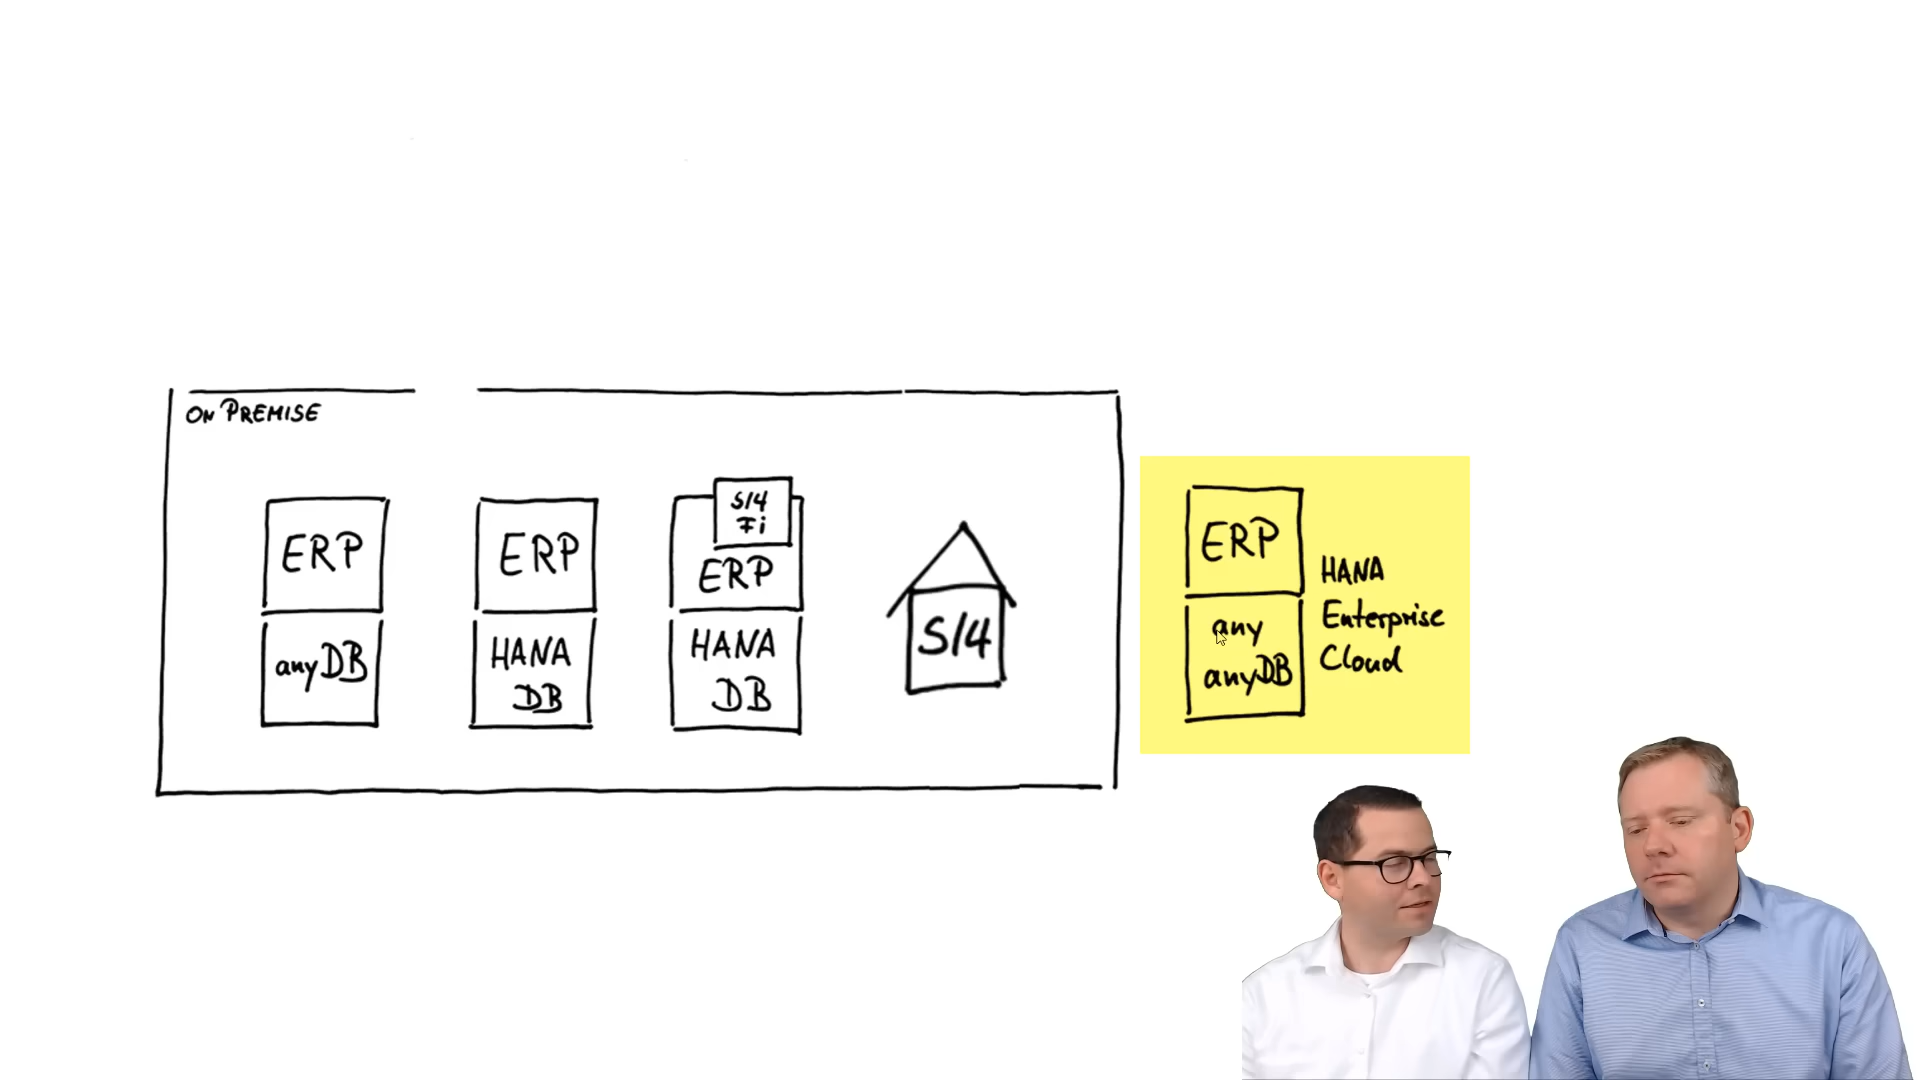 ON PREMISE
ERP
anyDB
ERP
HANA
DB
S/4
Fi
ERP
HANA
DB
S/4
ERP
any
anyDB
HANA
Enterprise
Cloud